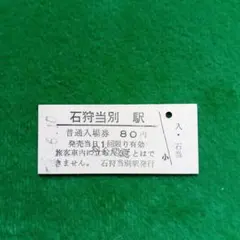 石狩当別 駅
普通入場券 80円
発売当日1回限り有効
旅客車内に立ち入ることはで
きません。 石狩当別駅発行
小